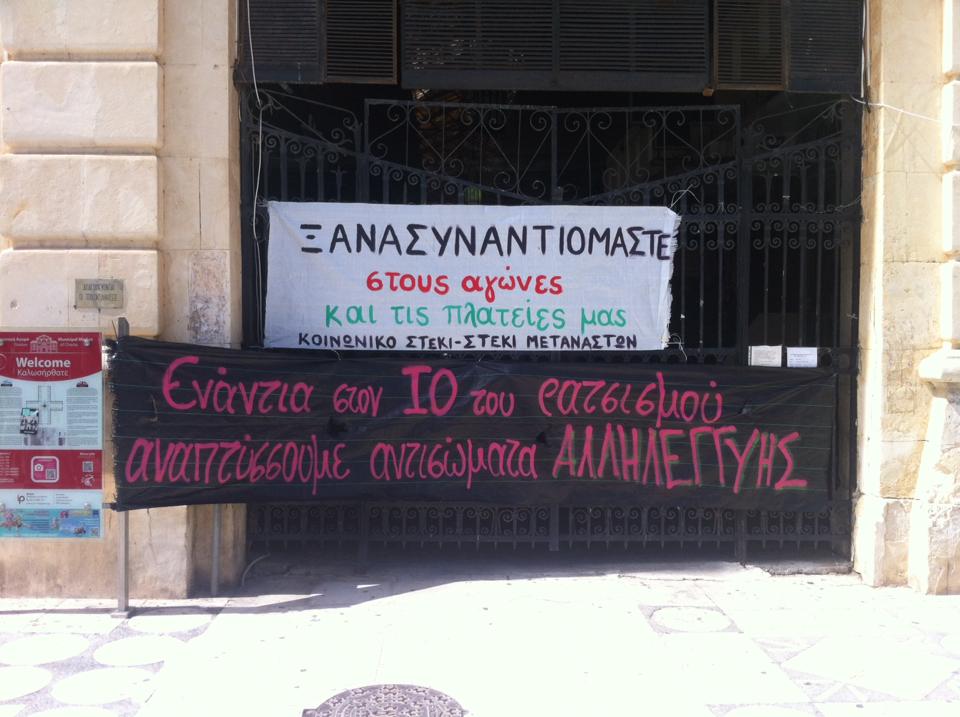 ΞΑΝΑΣΥΝΑΝΤΙΟΜΑΣΤΕ
στους αγώνες
και τις πλατείες μας
ΚΟΙΝΩΝΙΚΟ ΣΤΕΚΙ-ΣΤΕΚΙ ΜΕΤΑΝΑΣΤΩΝ
Ενάντια στον ΙΟ του ρατσισμού
αναπτύσσουμε αντισώματα ΑΛΛΗΛΕΓΓΥΗΣ
Welcome
Καλωσήρθατε